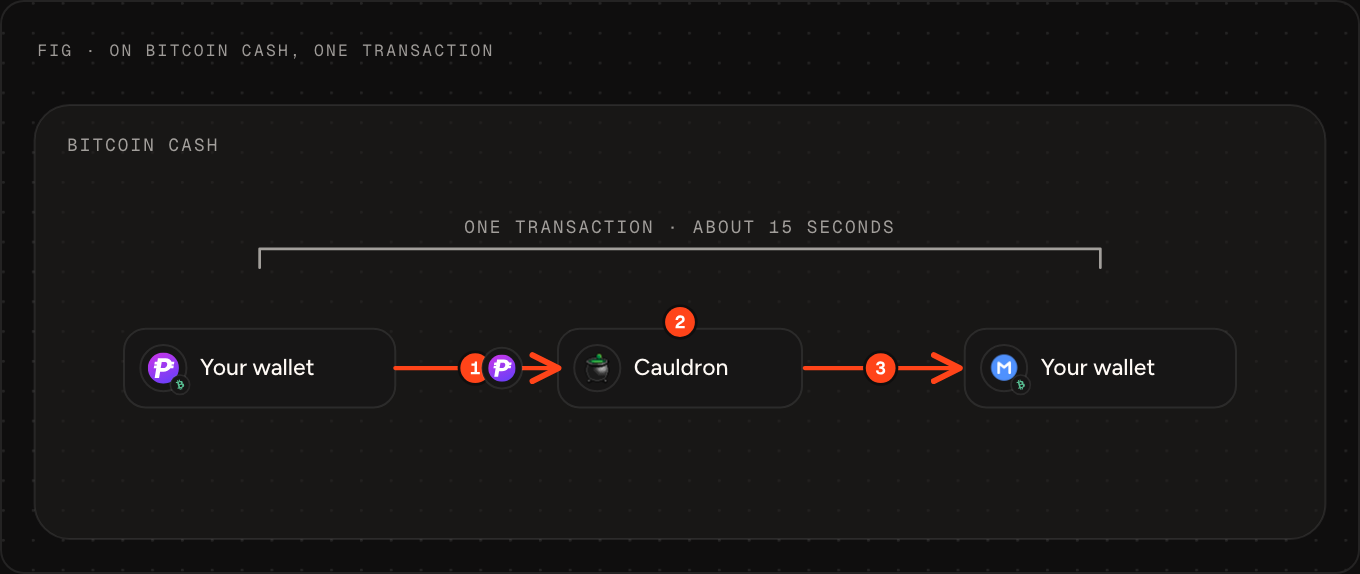 FIG · ON BITCOIN CASH, ONE TRANSACTION
BITCOIN CASH
ONE TRANSACTION · ABOUT 15 SECONDS
2
Your wallet
1
Cauldron
3
M
Your wallet